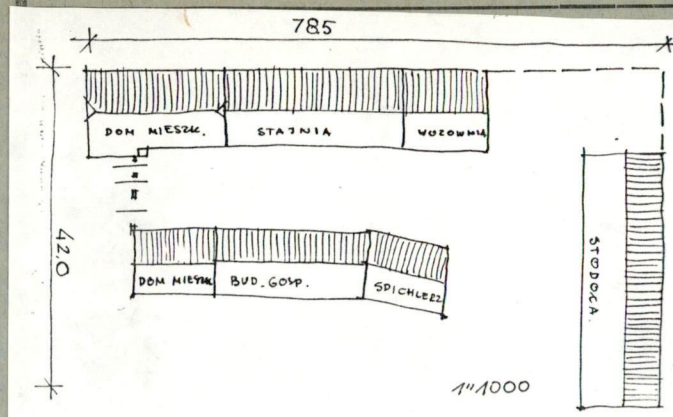 785
DOM MIESZK.
STAJNIA
WOZOWNIA
42.0
DOM MIESZK
BUD. GOSP.
SPICHLERZ
STODOŁA.
1"1000